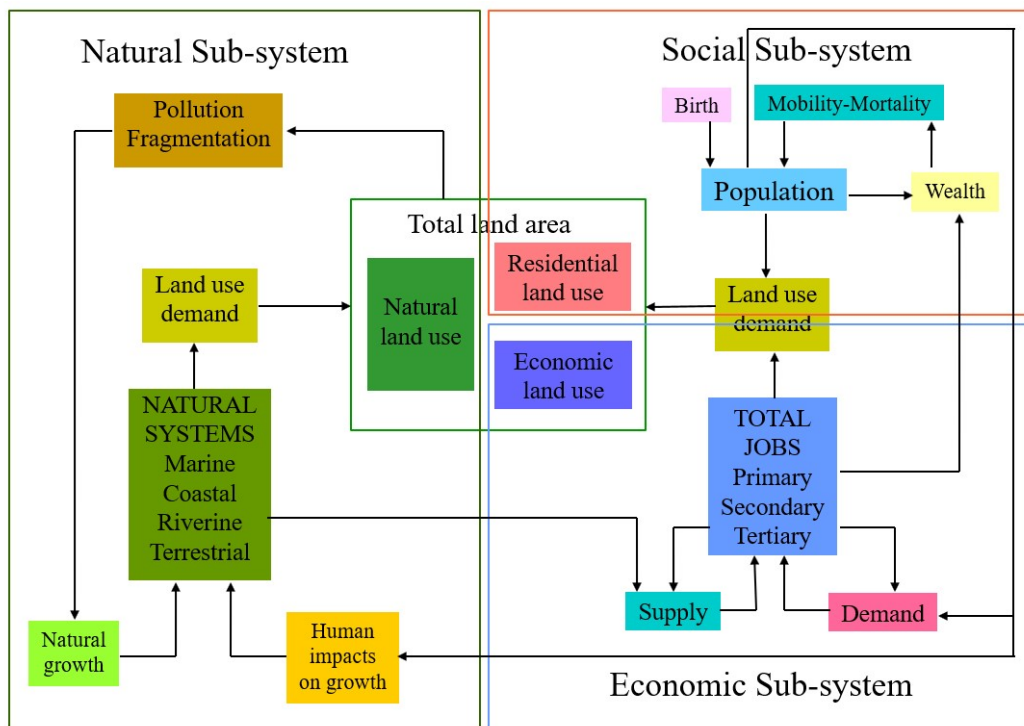 Natural Sub-system
Social Sub-system
Pollution
Fragmentation
Birth
Mobility-Mortality
Population
Wealth
Total land area
Residential
land use
Natural
land use
Economic
land use
Land use
demand
Land use
demand
NATURAL
SYSTEMS
Marine
Coastal
Riverine
Terrestrial
TOTAL
JOBS
Primary
Secondary
Tertiary
Supply
Demand
Natural
growth
Human
impacts
on growth
Economic Sub-system